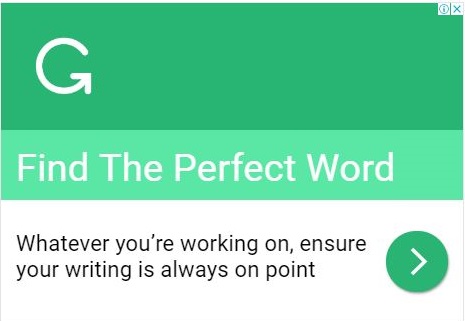 Find The Perfect Word
Whatever you’re working on, ensure
your writing is always on point